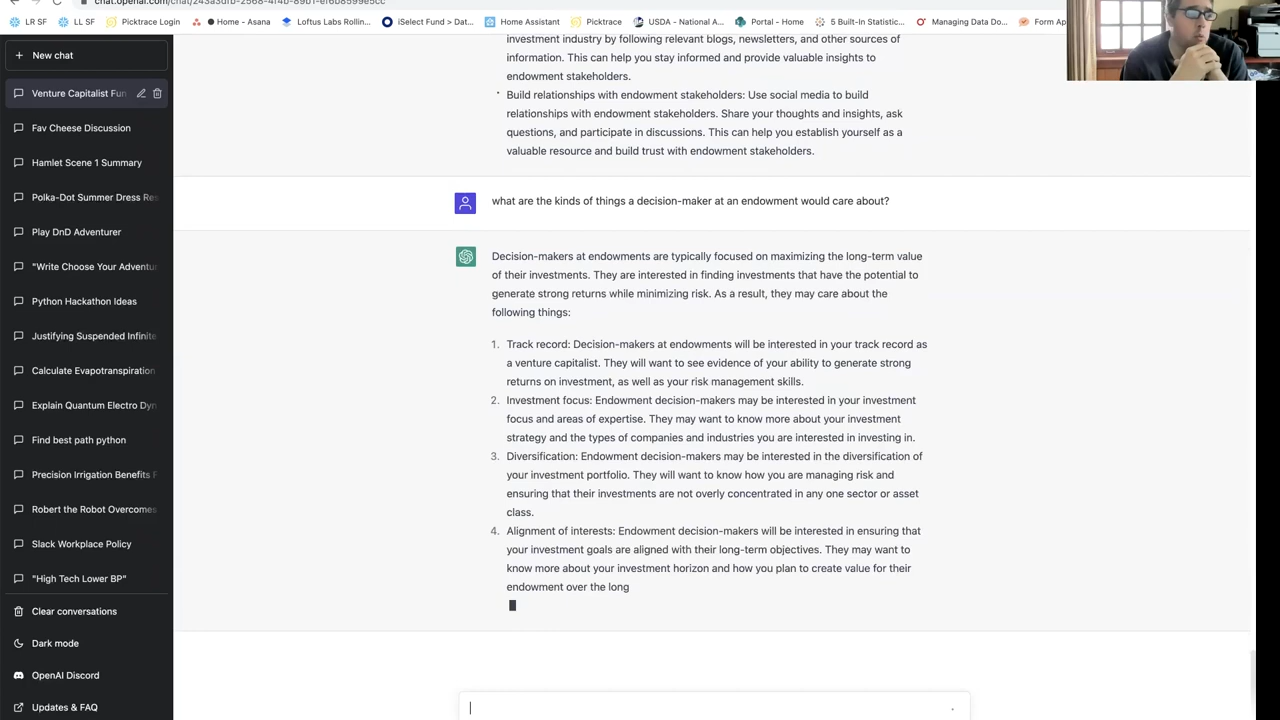 chat.openai.com/chat/243a3dfb-2568-4f4b-89b1-ef6b8599e5cc
LR SF
LL SF
Picktrace Login
Home - Asana
Loftus Labs Rollin...
iSelect Fund > Dat...
Home Assistant
Picktrace
USDA - National A...
Portal - Home
5 Built-In Statistic...
Managing Data Do...
Form Ap
New chat
Venture Capitalist Fun
Fav Cheese Discussion
Hamlet Scene 1 Summary
Polka-Dot Summer Dress Res
Play DnD Adventurer
"Write Choose Your Adventu
Python Hackathon Ideas
Justifying Suspended Infinite
Calculate Evapotranspiration
Explain Quantum Electro Dyn
Find best path python
Precision Irrigation Benefits F
Robert the Robot Overcomes
Slack Workplace Policy
"High Tech Lower BP"
Clear conversations
Dark mode
OpenAI Discord
Updates & FAQ
investment industry by following relevant blogs, newsletters, and other sources of
information. This can help you stay informed and provide valuable insights to
endowment stakeholders.
• Build relationships with endowment stakeholders: Use social media to build
relationships with endowment stakeholders. Share your thoughts and insights, ask
questions, and participate in discussions. This can help you establish yourself as a
valuable resource and build trust with endowment stakeholders.
what are the kinds of things a decision-maker at an endowment would care about?
Decision-makers at endowments are typically focused on maximizing the long-term value
of their investments. They are interested in finding investments that have the potential to
generate strong returns while minimizing risk. As a result, they may care about the
following things:
1. Track record: Decision-makers at endowments will be interested in your track record as
a venture capitalist. They will want to see evidence of your ability to generate strong
returns on investment, as well as your risk management skills.
2. Investment focus: Endowment decision-makers may be interested in your investment
focus and areas of expertise. They may want to know more about your investment
strategy and the types of companies and industries you are interested in investing in.
3. Diversification: Endowment decision-makers may be interested in the diversification of
your investment portfolio. They will want to know how you are managing risk and
ensuring that their investments are not overly concentrated in any one sector or asset
class.
4. Alignment of interests: Endowment decision-makers will be interested in ensuring that
your investment goals are aligned with their long-term objectives. They may want to
know more about your investment horizon and how you plan to create value for their
endowment over the long